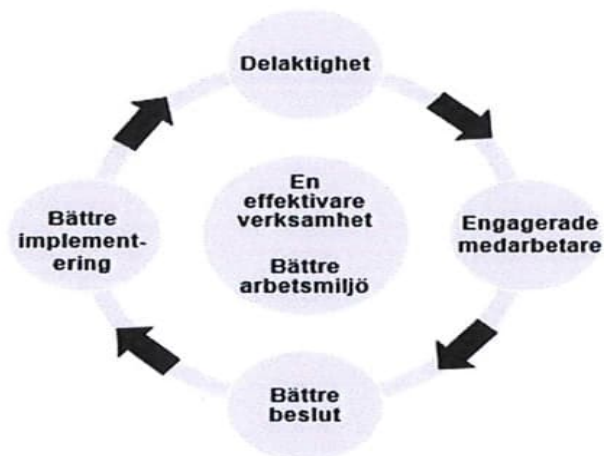 Delaktighet
En
effektivare
verksamhet
Bättre
arbetsmiljö
Engagerade
medarbetare
Bättre
beslut
Bättre
implement-
ering